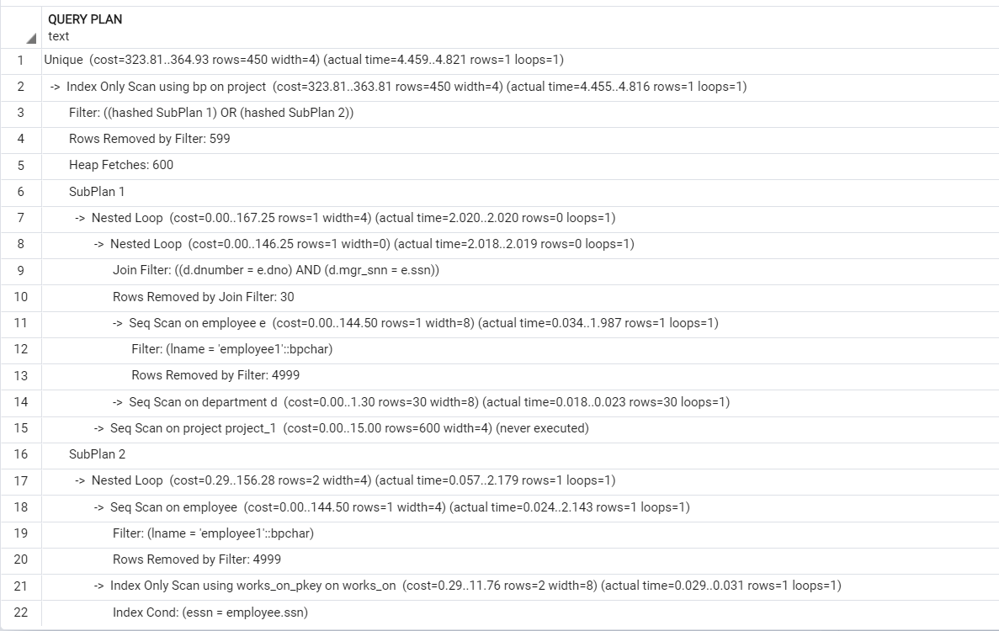 QUERY PLAN
text
1 Unique (cost=323.81..364.93 rows=450 width=4) (actual time=4.459..4.821 rows=1 loops=1)
2 -> Index Only Scan using bp on project (cost=323.81..363.81 rows=450 width=4) (actual time=4.455..4.816 rows=1 loops=1)
3 Filter: ((hashed SubPlan 1) OR (hashed SubPlan 2))
4 Rows Removed by Filter: 599
5 Heap Fetches: 600
6 SubPlan 1
7 -> Nested Loop (cost=0.00..167.25 rows=1 width=4) (actual time=2.020..2.020 rows=0 loops=1)
8 -> Nested Loop (cost=0.00..146.25 rows=1 width=0) (actual time=2.018..2.019 rows=0 loops=1)
9 Join Filter: ((d.dnumber = e.dno) AND (d.mgr_snn = e.ssn))
10 Rows Removed by Join Filter: 30
11 -> Seq Scan on employee e (cost=0.00..144.50 rows=1 width=8) (actual time=0.034..1.987 rows=1 loops=1)
12 Filter: (lname = 'employee1'::bpchar)
13 Rows Removed by Filter: 4999
14 -> Seq Scan on department d (cost=0.00..1.30 rows=30 width=8) (actual time=0.018..0.023 rows=30 loops=1)
15 -> Seq Scan on project project_1 (cost=0.00..15.00 rows=600 width=4) (never executed)
16 SubPlan 2
17 -> Nested Loop (cost=0.29..156.28 rows=2 width=4) (actual time=0.057..2.179 rows=1 loops=1)
18 -> Seq Scan on employee (cost=0.00..144.50 rows=1 width=4) (actual time=0.024..2.143 rows=1 loops=1)
19 Filter: (lname = 'employee1'::bpchar)
20 Rows Removed by Filter: 4999
21 -> Index Only Scan using works_on_pkey on works_on (cost=0.29..11.76 rows=2 width=8) (actual time=0.029..0.031 rows=1 loops=1)
22 Index Cond: (essn = employee.ssn)